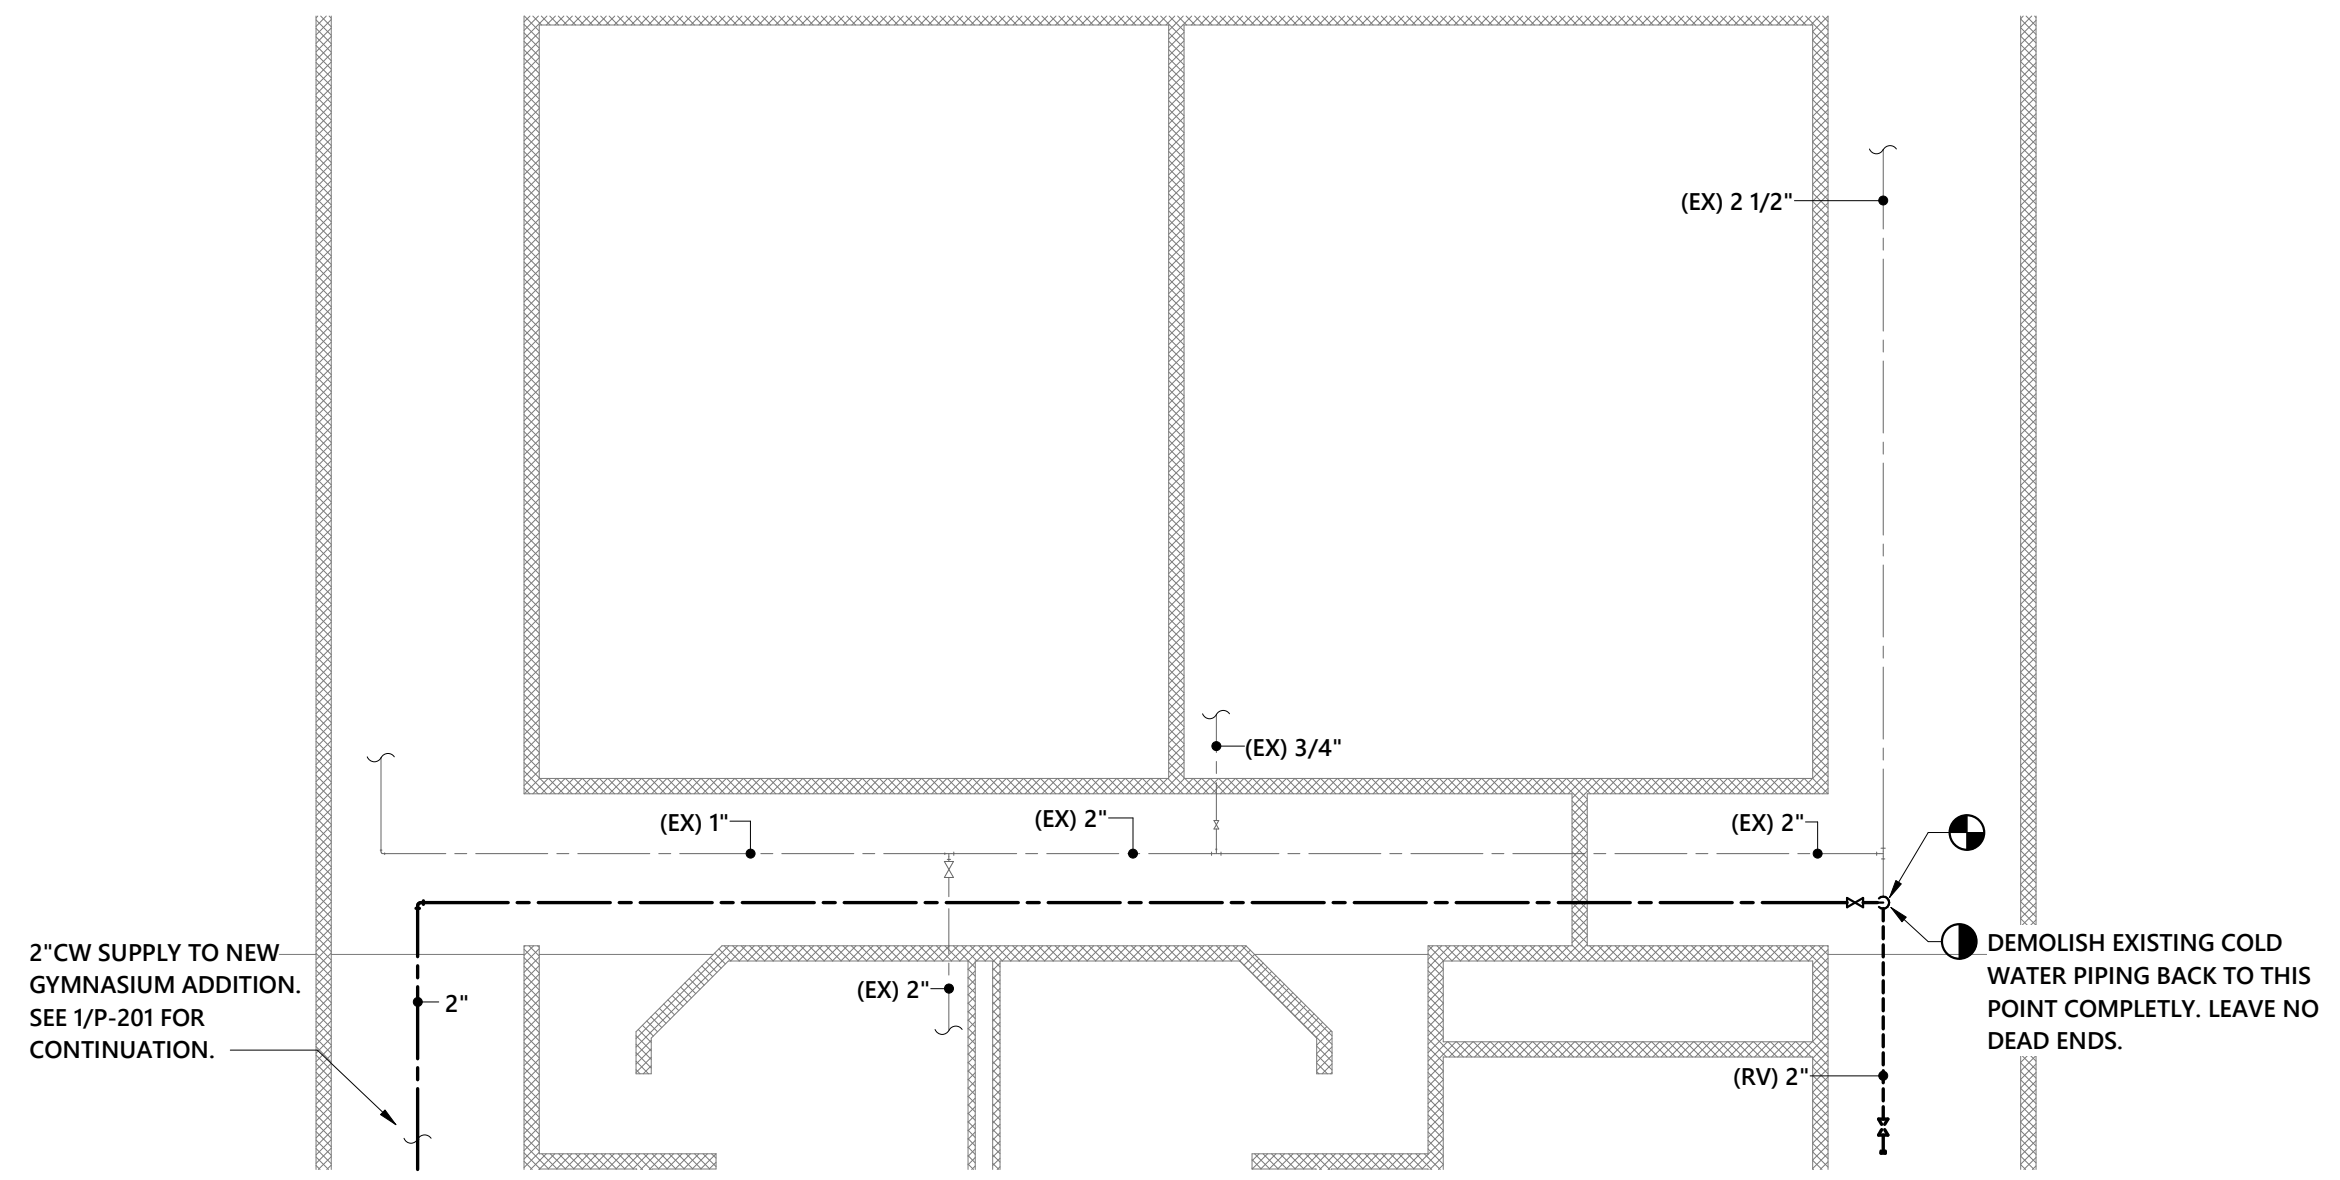 (EX) 2 1/2"
(EX) 3/4"
(EX) 1"
(EX) 2"
(EX) 2"
2"CW SUPPLY TO NEW
GYMNASIUM ADDITION.
SEE 1/P-201 FOR
CONTINUATION.
2"
(EX) 2"
DEMOLISH EXISTING COLD
WATER PIPING BACK TO THIS
POINT COMPLETLY. LEAVE NO
DEAD ENDS.
(RV) 2"